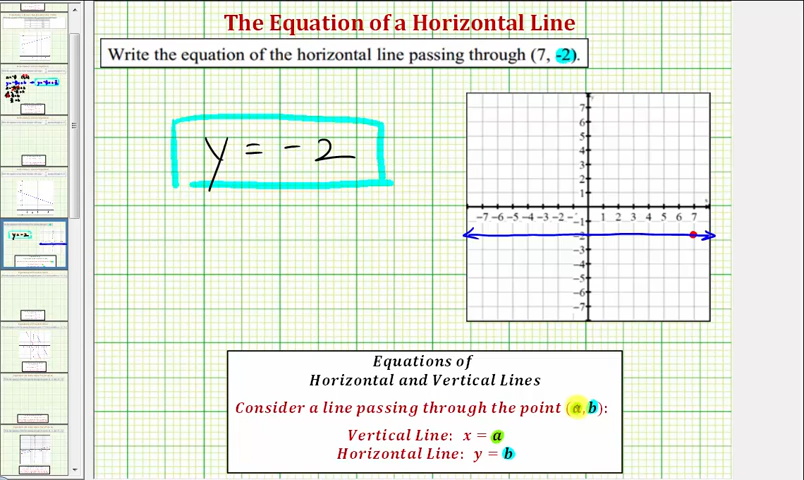 The Equation of a Horizontal Line
Write the equation of the horizontal line passing through (7, -2).
y = - 2
7
6
5
4
3
2
1
-7 -6 -5 -4 -3 -2 -1 1 2 3 4 5 6 7
-1
-2
-3
-4
-5
-6
-7
Equations of
Horizontal and Vertical Lines
Consider a line passing through the point (a, b):
Vertical Line: x = a
Horizontal Line: y = b
y = -2